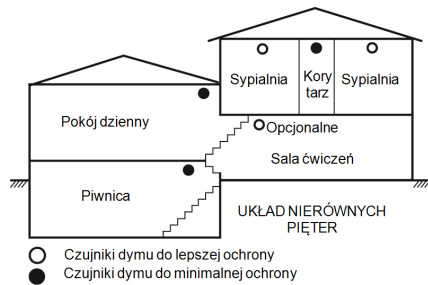 Sypialnia
Kory
tarz
Sypialnia
Pokój dzienny
Opcjonalne
Sala ćwiczeń
Piwnica
UKŁAD NIERÓWNYCH
PIĘTER
Czujniki dymu do lepszej ochrony
Czujniki dymu do minimalnej ochrony